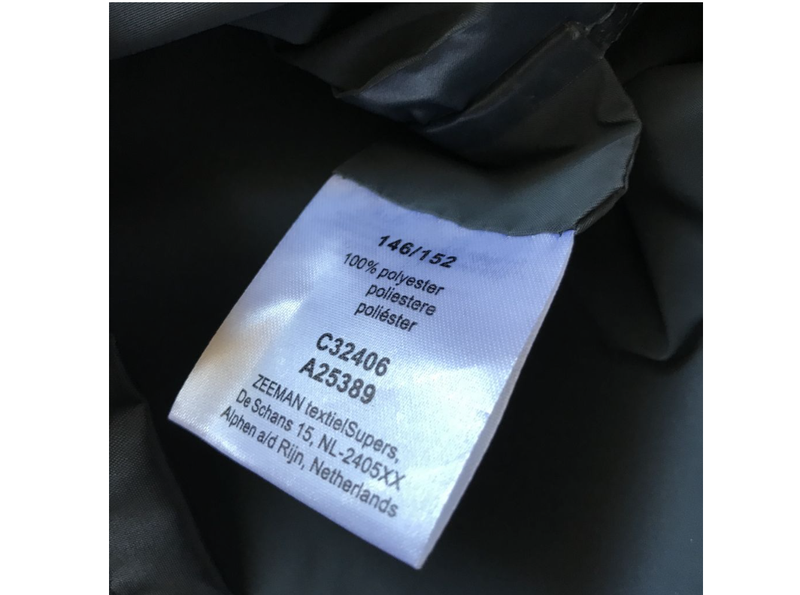 146/152
100% polyester
poliestere
poliéster
C32406
A25389
ZEEMAN textielSupers,
De Schans 15, NL-2405XX
Alphen a/d Rijn, Netherlands